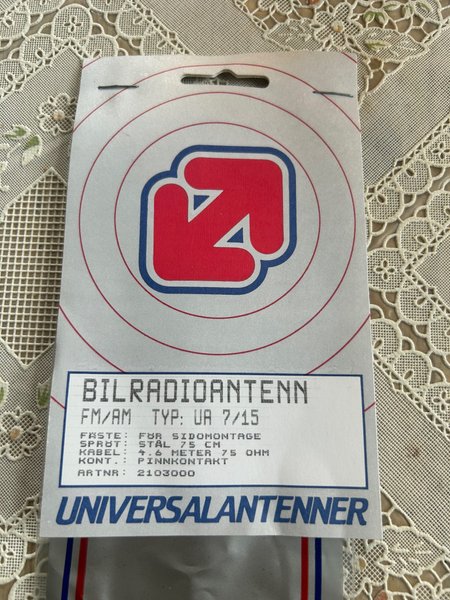 BILRADIOANTENN
FM/AM TYP: UA 7/15
FÄSTE: FÖR SIDOMONTAGE
SPRÖT: STÅL 75 CM
KABEL: 4.6 METER 75 OHM
KONT.: PINNKONTAKT
ARTNR: 2103000
UNIVERSALANTENNER